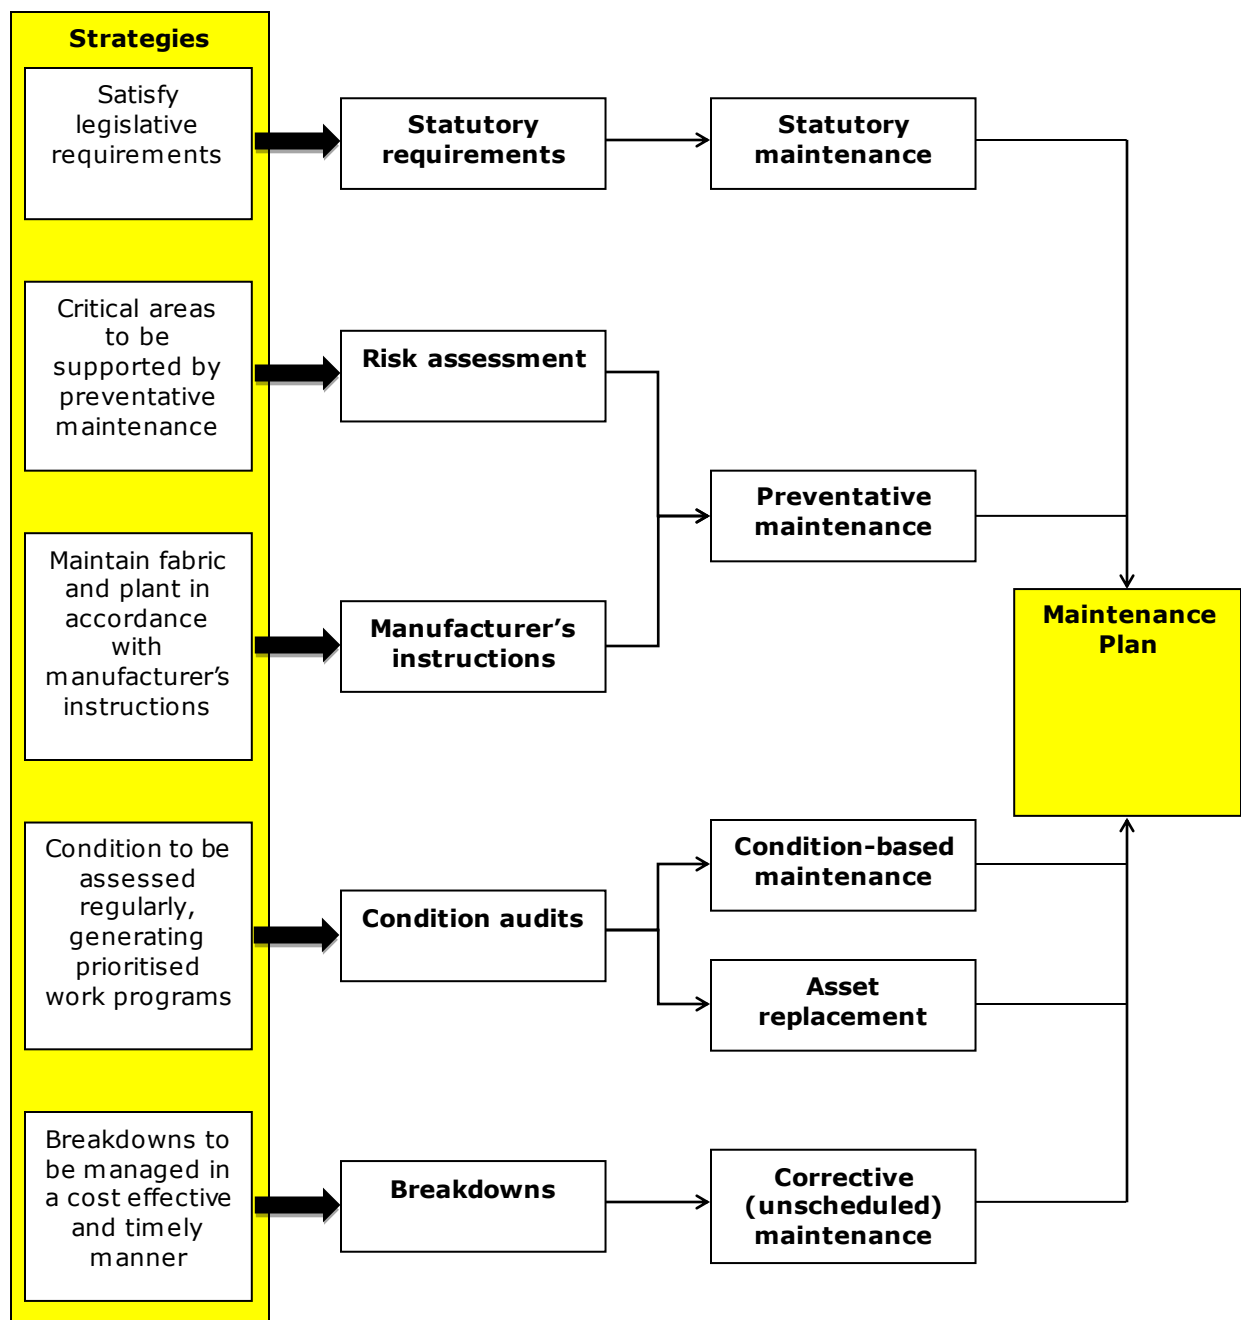 Strategies
Satisfy
legislative
requirements
Statutory
requirements
Statutory
maintenance
Critical areas
to be
supported by
preventative
maintenance
Risk assessment
Preventative
maintenance
Maintain fabric
and plant in
accordance
with
manufacturer’s
instructions
Manufacturer’s
instructions
Maintenance
Plan
Condition to be
assessed
regularly,
generating
prioritised
work programs
Condition audits
Condition-based
maintenance
Asset
replacement
Breakdowns to
be managed in
a cost effective
and timely
manner
Breakdowns
Corrective
(unscheduled)
maintenance